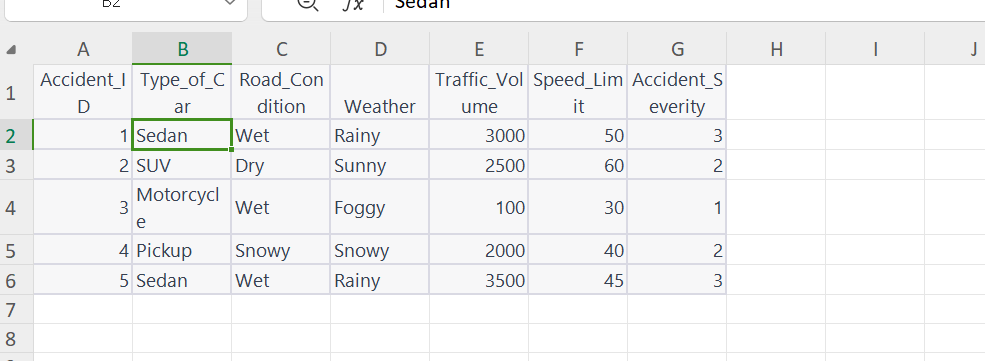 B2 fx Sedan
A B C D E F G H I J
1 Accident_ID Type_of_Car Road_Condition Weather Traffic_Volume Speed_Limit Accident_Severity
2 1 Sedan Wet Rainy 3000 50 3
3 2 SUV Dry Sunny 2500 60 2
4 3 Motorcycle Wet Foggy 100 30 1
5 4 Pickup Snowy Snowy 2000 40 2
6 5 Sedan Wet Rainy 3500 45 3
7
8